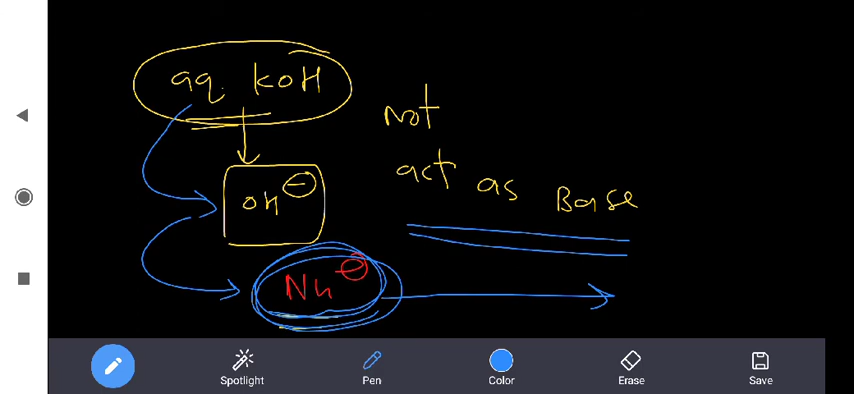 aq. KOH
Not
act as Base
OH⊖
Nu⊖
Spotlight
Pen
Color
Erase
Save